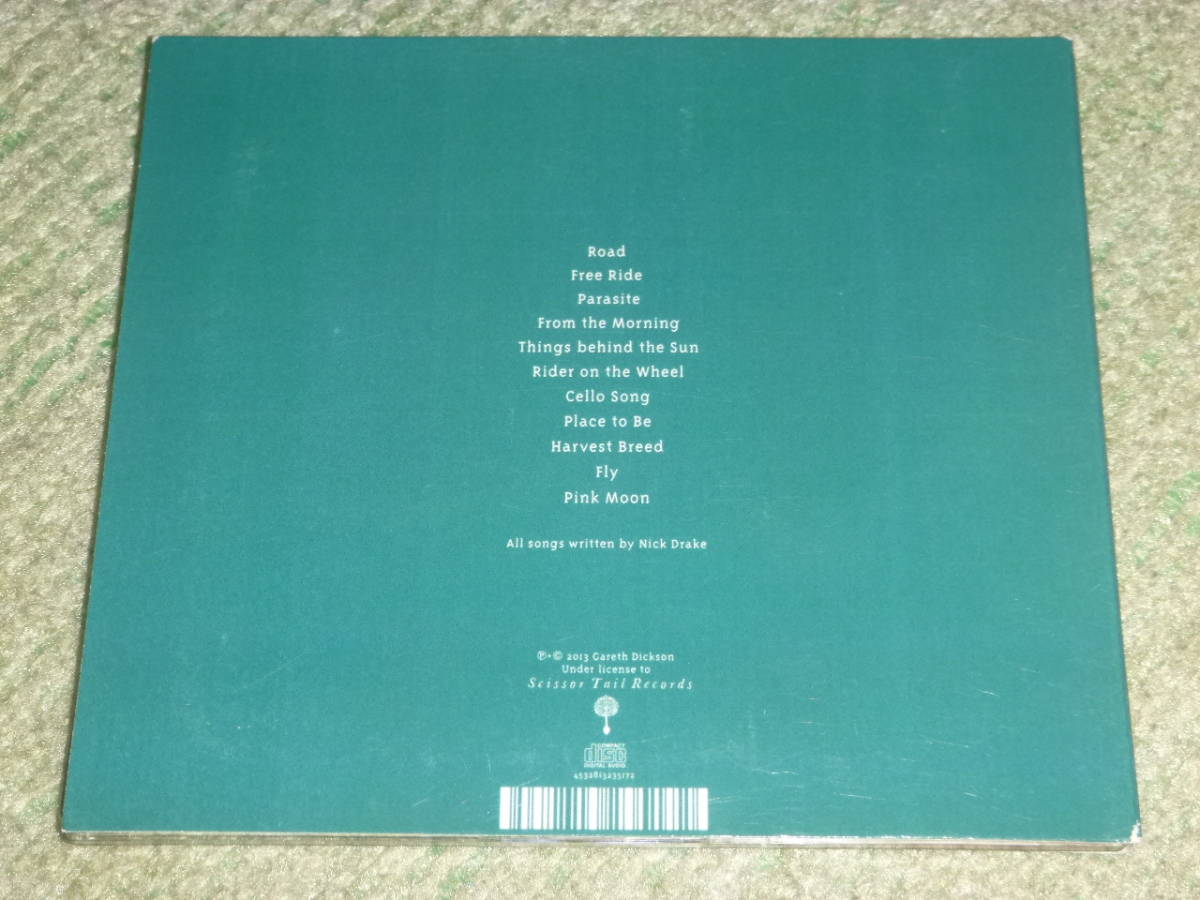 Road
Free Ride
Parasite
From the Morning
Things behind the Sun
Rider on the Wheel
Cello Song
Place to Be
Harvest Breed
Fly
Pink Moon
All songs written by Nick Drake
℗+© 2013 Gareth Dickson
Under license to
Scissor Tail Records
COMPACT
disc
DIGITAL AUDIO
4532813235172